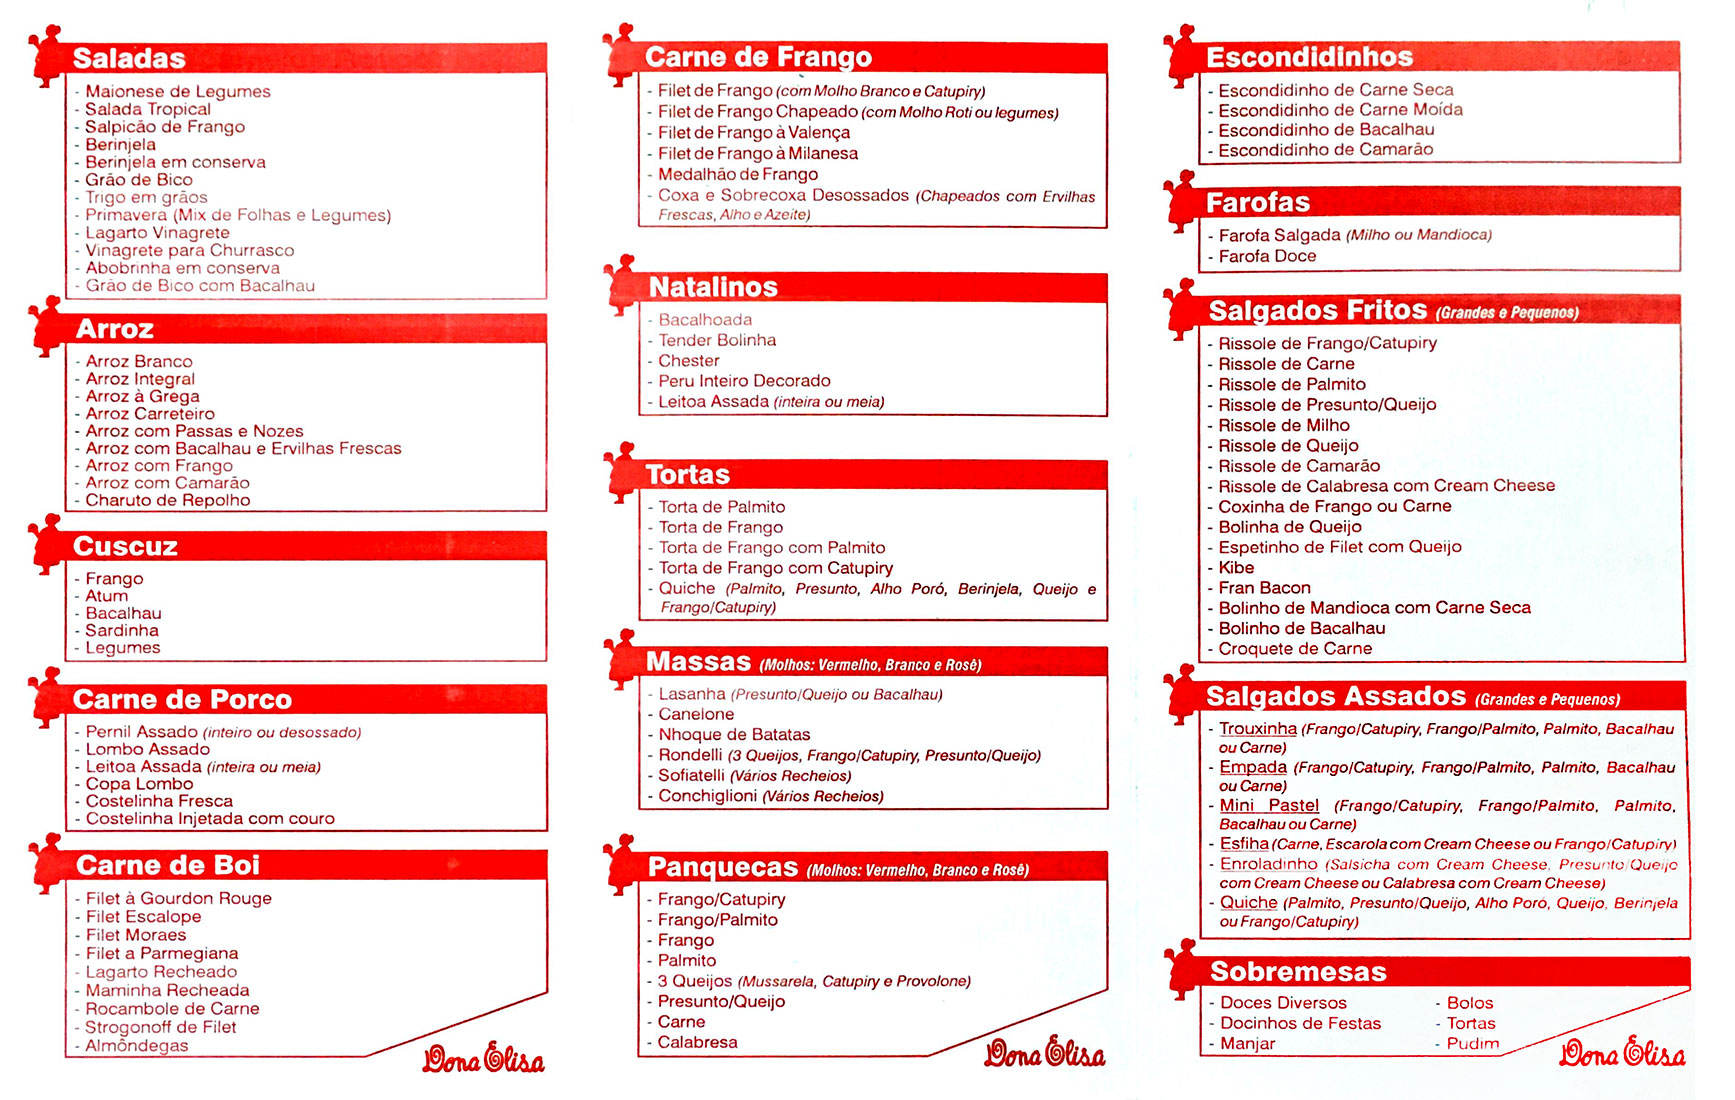 Saladas
- Maionese de Legumes
- Salada Tropical
- Salpicão de Frango
- Berinjela
- Berinjela em conserva
- Grão de Bico
- Trigo em grãos
- Primavera (Mix de Folhas e Legumes)
- Lagarto Vinagrete
- Vinagrete para Churrasco
- Abobrinha em conserva
- Grão de Bico com Bacalhau
Arroz
- Arroz Branco
- Arroz Integral
- Arroz à Grega
- Arroz Carreteiro
- Arroz com Passas e Nozes
- Arroz com Bacalhau e Ervilhas Frescas
- Arroz com Frango
- Arroz com Camarão
- Charuto de Repolho
Cuscuz
- Frango
- Atum
- Bacalhau
- Sardinha
- Legumes
Carne de Porco
- Pernil Assado (inteiro ou desossado)
- Lombo Assado
- Leitoa Assada (inteira ou meia)
- Copa Lombo
- Costelinha Fresca
- Costelinha Injetada com couro
Carne de Boi
- Filet à Gourdon Rouge
- Filet Escalope
- Filet Moraes
- Filet a Parmegiana
- Lagarto Recheado
- Maminha Recheada
- Rocambole de Carne
- Strogonoff de Filet
- Almôndegas
Dona Elisa
Carne de Frango
- Filet de Frango (com Molho Branco e Catupiry)
- Filet de Frango Chapeado (com Molho Roti ou legumes)
- Filet de Frango à Valença
- Filet de Frango à Milanesa
- Medalhão de Frango
- Coxa e Sobrecoxa Desossados (Chapeados com Ervilhas
Frescas, Alho e Azeite)
Natalinos
- Bacalhoada
- Tender Bolinha
- Chester
- Peru Inteiro Decorado
- Leitoa Assada (inteira ou meia)
Tortas
- Torta de Palmito
- Torta de Frango
- Torta de Frango com Palmito
- Torta de Frango com Catupiry
- Quiche (Palmito, Presunto, Alho Poró, Berinjela, Queijo e
Frango/Catupiry)
Massas (Molhos: Vermelho, Branco e Rosê)
- Lasanha (Presunto/Queijo ou Bacalhau)
- Canelone
- Nhoque de Batatas
- Rondelli (3 Queijos, Frango/Catupiry, Presunto/Queijo)
- Sofiatelli (Vários Recheios)
- Conchiglioni (Vários Recheios)
Panquecas (Molhos: Vermelho, Branco e Rosê)
- Frango/Catupiry
- Frango/Palmito
- Frango
- Palmito
- 3 Queijos (Mussarela, Catupiry e Provolone)
- Presunto/Queijo
- Carne
- Calabresa
Dona Elisa
Escondidinhos
- Escondidinho de Carne Seca
- Escondidinho de Carne Moída
- Escondidinho de Bacalhau
- Escondidinho de Camarão
Farofas
- Farofa Salgada (Milho ou Mandioca)
- Farofa Doce
Salgados Fritos (Grandes e Pequenos)
- Rissole de Frango/Catupiry
- Rissole de Carne
- Rissole de Palmito
- Rissole de Presunto/Queijo
- Rissole de Milho
- Rissole de Queijo
- Rissole de Camarão
- Rissole de Calabresa com Cream Cheese
- Coxinha de Frango ou Carne
- Bolinha de Queijo
- Espetinho de Filet com Queijo
- Kibe
- Fran Bacon
- Bolinho de Mandioca com Carne Seca
- Bolinho de Bacalhau
- Croquete de Carne
Salgados Assados (Grandes e Pequenos)
- Trouxinha (Frango/Catupiry, Frango/Palmito, Palmito, Bacalhau
ou Carne)
- Empada (Frango/Catupiry, Frango/Palmito, Palmito, Bacalhau
ou Carne)
- Mini Pastel (Frango/Catupiry, Frango/Palmito, Palmito,
Bacalhau ou Carne)
- Esfiha (Carne, Escarola com Cream Cheese ou Frango/Catupiry)
- Enroladinho (Salsicha com Cream Cheese, Presunto/Queijo
com Cream Cheese ou Calabresa com Cream Cheese)
- Quiche (Palmito, Presunto/Queijo, Alho Poró, Queijo, Berinjela
ou Frango/Catupiry)
Sobremesas
- Doces Diversos
- Docinhos de Festas
- Manjar
- Bolos
- Tortas
- Pudim
Dona Elisa